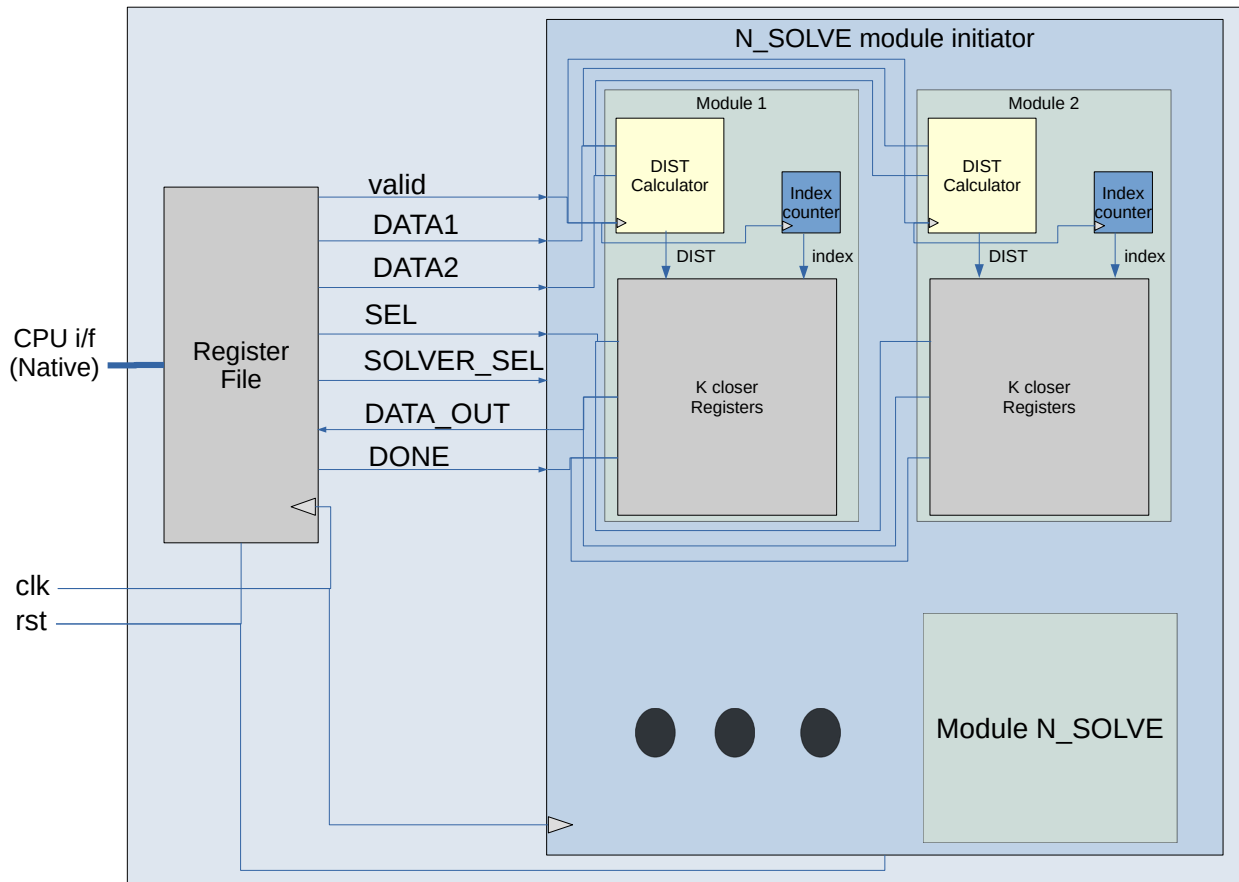 N_SOLVE module initiator
Module 1
Module 2
DIST
Calculator
Index
counter
DIST
Calculator
Index
counter
valid
DATA1
DATA2
DIST
index
DIST
index
SEL
CPU i/f
(Native)
Register
File
SOLVER_SEL
K closer
Registers
K closer
Registers
DATA_OUT
DONE
clk
rst
Module N_SOLVE